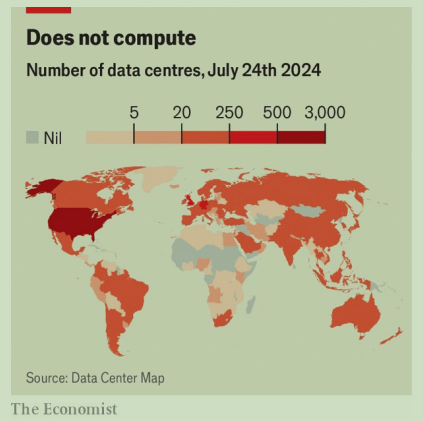 Does not compute
Number of data centres, July 24th 2024
5 20 250 500 3,000
Nil
Source: Data Center Map
The Economist